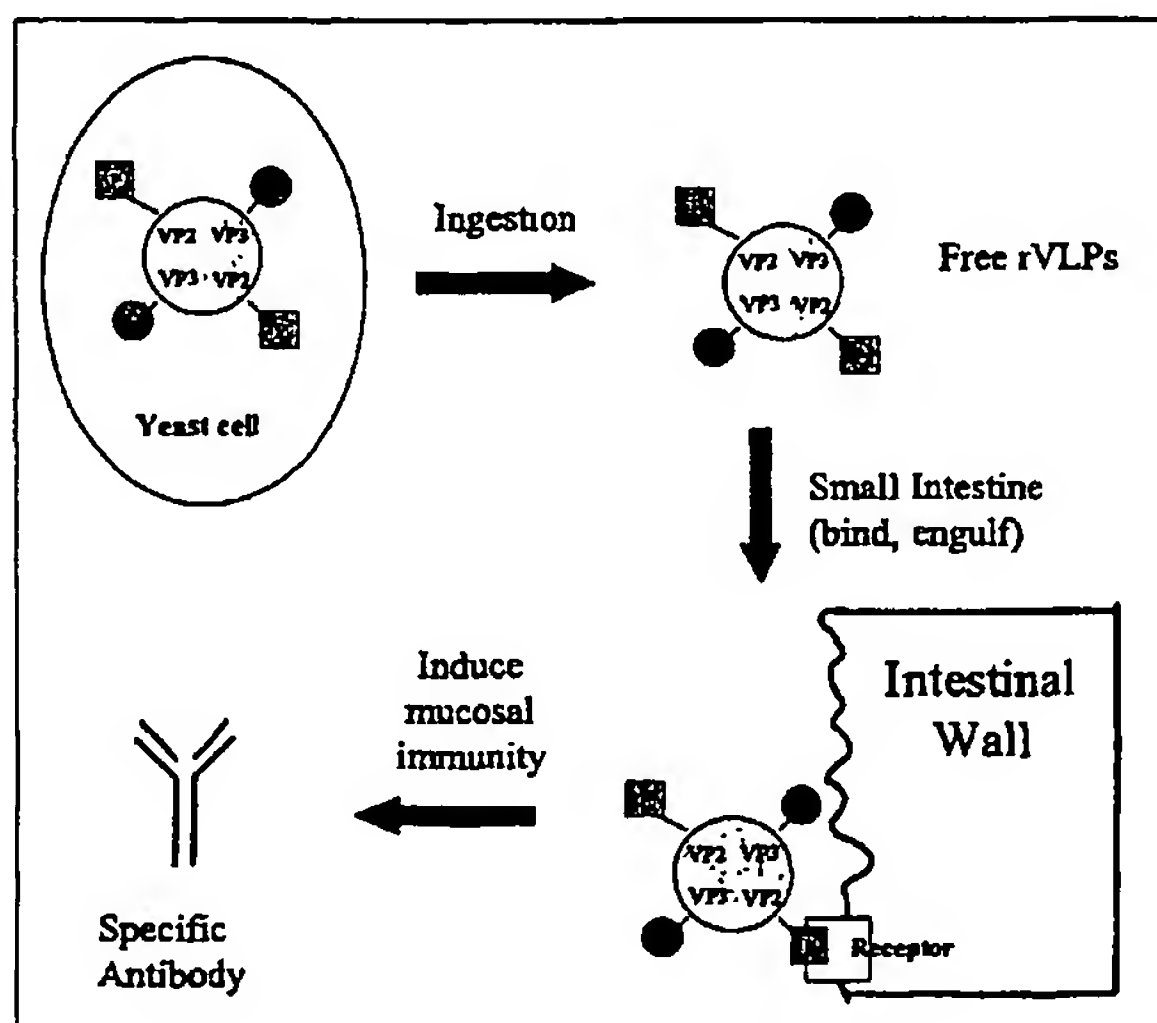 VP2 VP3
VP3 VP2
Yeast cell
Ingestion
VP2 VP3
VP3 VP2
Free rVLPs
Small Intestine
(bind, engulf)
Intestinal
Wall
Induce
mucosal
immunity
VP2 VP3
VP3 VP2
Receptor
Specific
Antibody